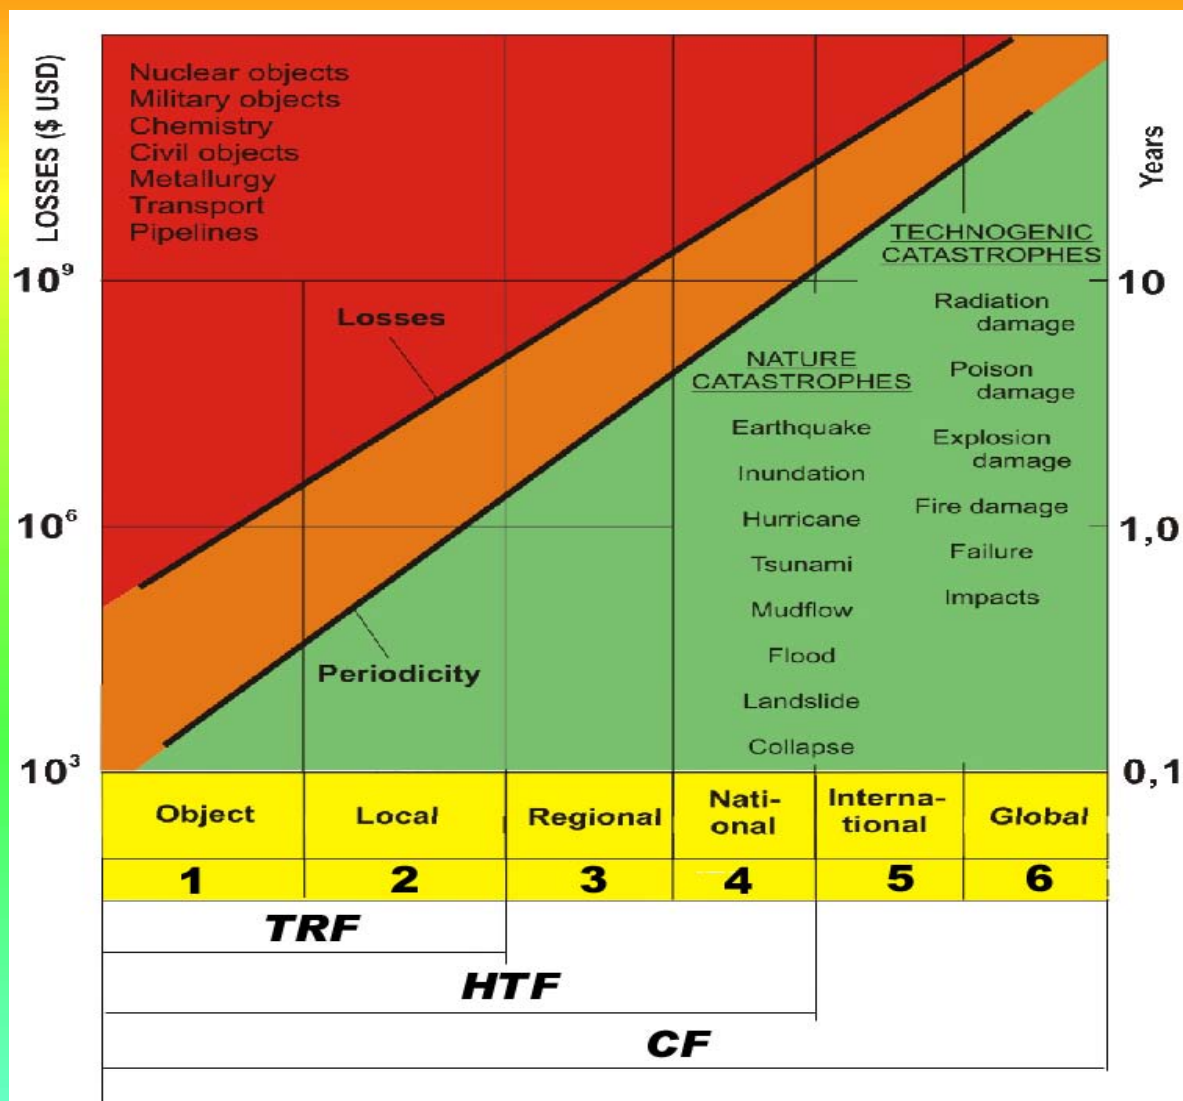 LOSSES ($ USD)
Nuclear objects
Military objects
Chemistry
Civil objects
Metallurgy
Transport
Pipelines
Years
TECHNOGENIC
CATASTROPHES
10⁹
10
Radiation
damage
Losses
NATURE
CATASTROPHES
Poison
damage
Earthquake
Explosion
damage
Inundation
Hurricane
Fire damage
10⁶
1,0
Tsunami
Failure
Mudflow
Impacts
Flood
Periodicity
Landslide
Collapse
10³
0,1
Object
Local
Regional
Nati-
onal
Interna-
tional
Global
1 2 3 4 5 6
TRF
HTF
CF